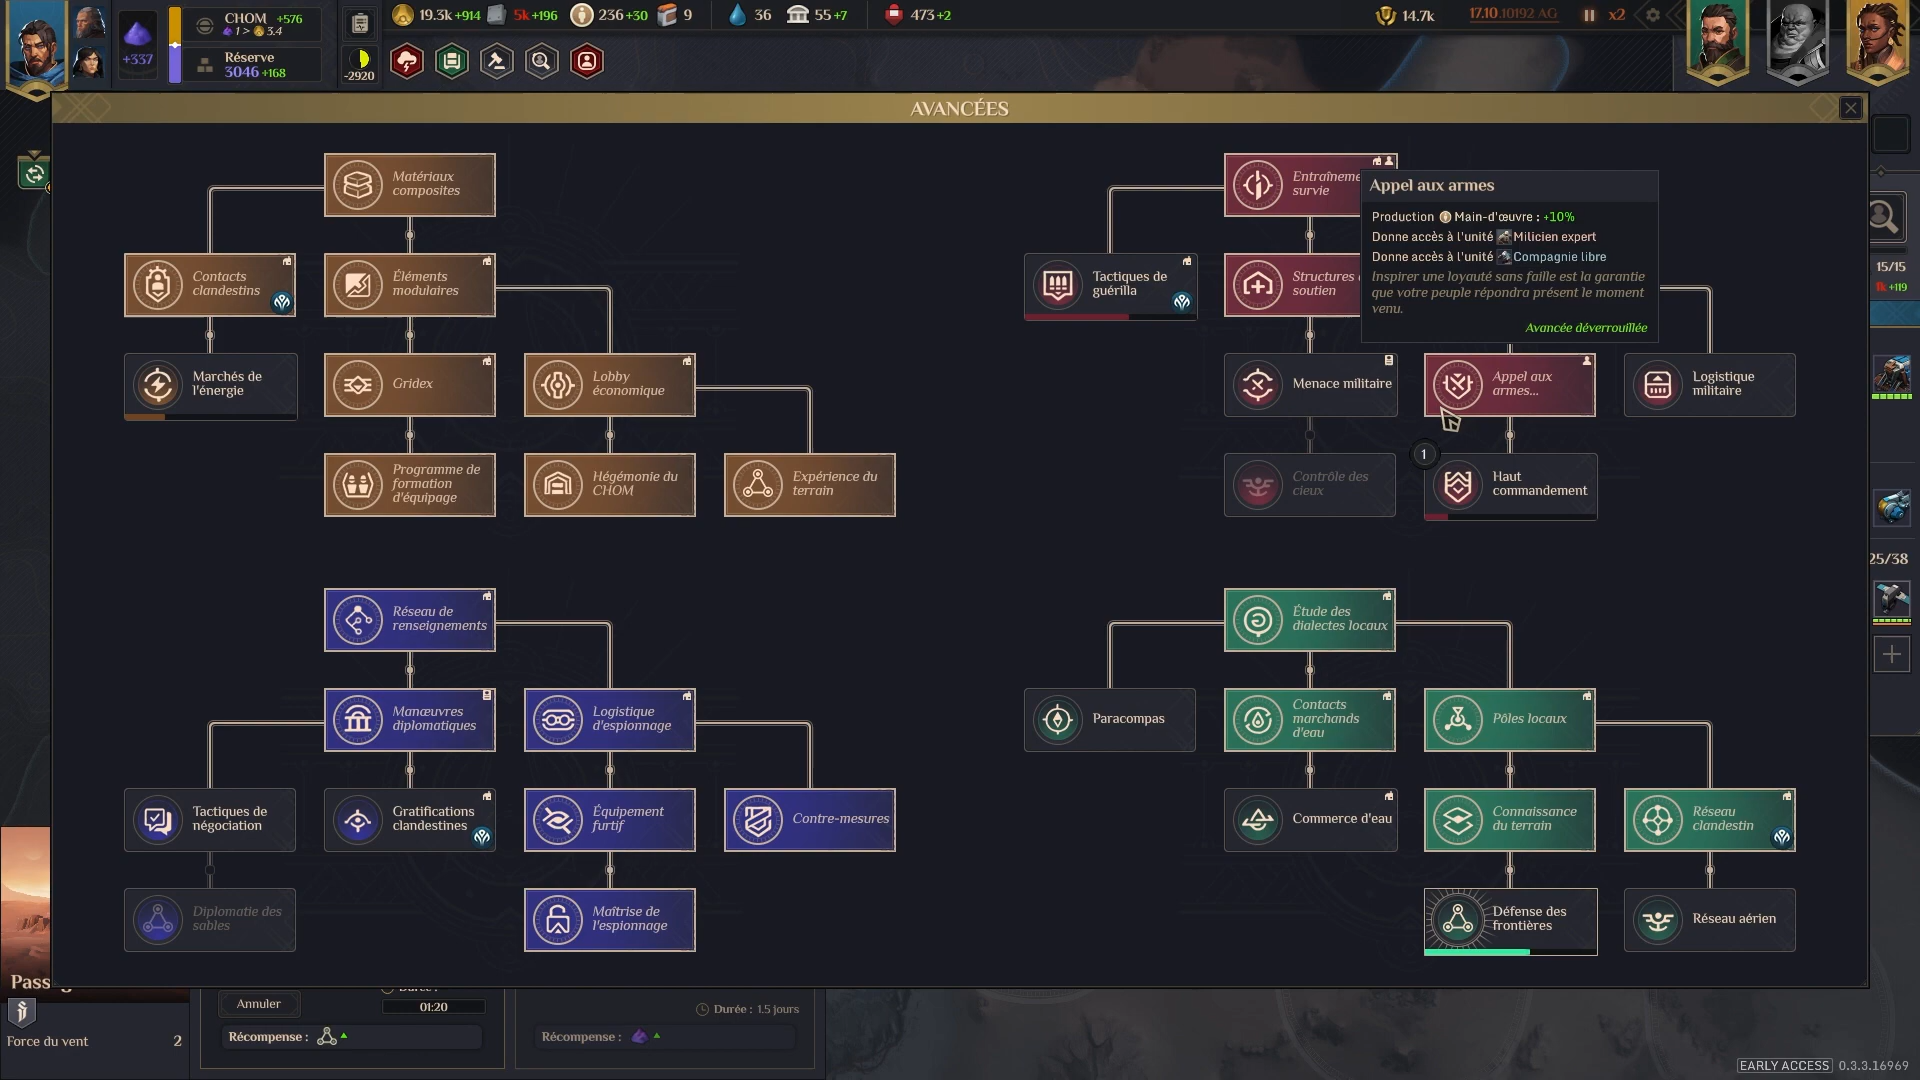 CHOM +576
1 > 3.4
Réserve
3046 +168
+337
-2920
19.3k +914
5k +196
236 +30
9
36
55 +7
473 +2
14.7k
17.10.10192 AG
x2
AVANCÉES
Matériaux
composites
Contacts
clandestins
Éléments
modulaires
Marchés de
l'énergie
Gridex
Lobby
économique
Programme de
formation
d'équipage
Hégémonie du
CHOM
Expérience du
terrain
Entraîneme
survie
Tactiques de
guérilla
Structures
soutien
Appel aux armes
Production Main-d'œuvre : +10%
Donne accès à l'unité Milicien expert
Donne accès à l'unité Compagnie libre
Inspirer une loyauté sans faille est la garantie
que votre peuple répondra présent le moment
venu.
Avancée déverrouillée
Menace militaire
Appel aux
armes...
Logistique
militaire
Contrôle des
cieux
1
Haut
commandement
15/15
+119
25/38
Réseau de
renseignements
Manœuvres
diplomatiques
Logistique
d'espionnage
Tactiques de
négociation
Gratifications
clandestines
Équipement
furtif
Contre-mesures
Diplomatie des
sables
Maîtrise de
l'espionnage
Étude des
dialectes locaux
Paracompas
Contacts
marchands
d'eau
Pôles locaux
Commerce d'eau
Connaissance
du terrain
Réseau
clandestin
Défense des
frontières
Réseau aérien
Pass
Force du vent 2
Annuler
Durée :
01:20
Récompense :
Durée : 1.5 jours
Récompense :
EARLY ACCESS 0.3.3.16969